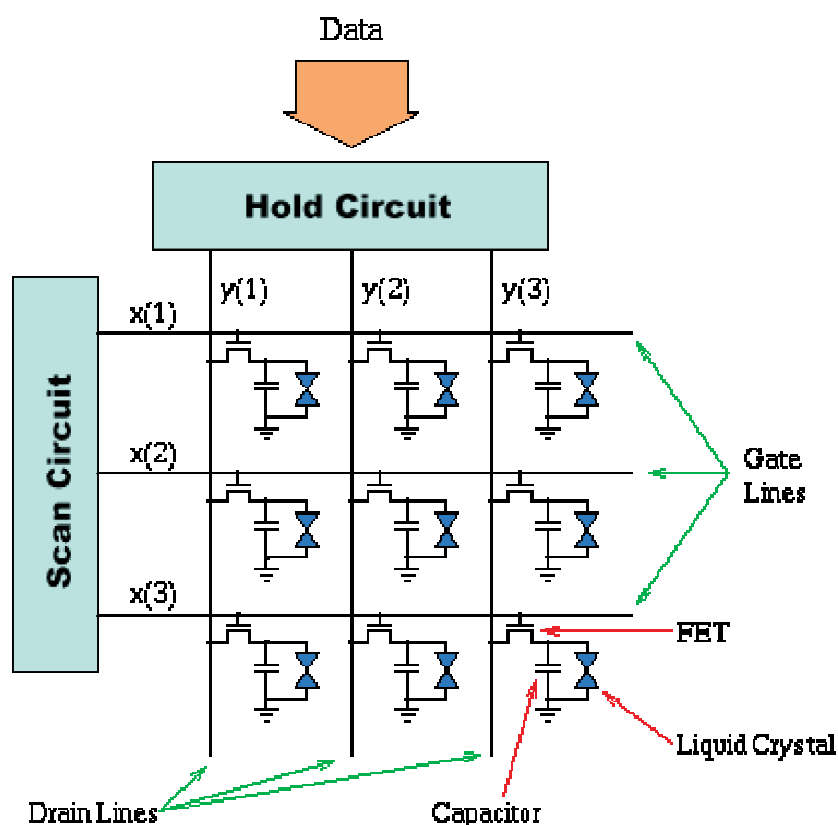 Data
Hold Circuit
y(1) y(2) y(3)
x(1)
Scan Circuit
x(2)
Gate
Lines
x(3)
FET
Liquid Crystal
Drain Lines
Capacitor